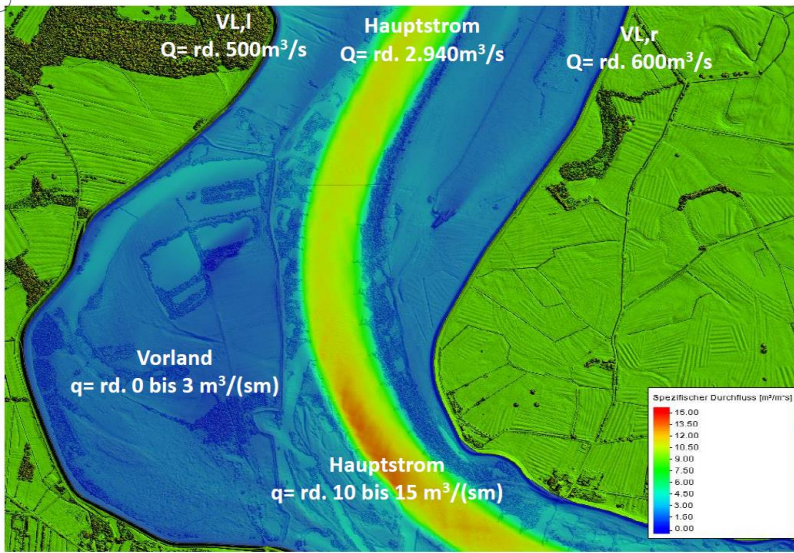 VL,l
Q= rd. 500m³/s
Hauptstrom
Q= rd. 2.940m³/s
VL,r
Q= rd. 600m³/s
Vorland
q= rd. 0 bis 3 m³/(sm)
Hauptstrom
q= rd. 10 bis 15 m³/(sm)
Spezifischer Durchfluss [m³/m*s]
15.00
13.50
12.00
10.50
9.00
7.50
6.00
4.50
3.00
1.50
0.00